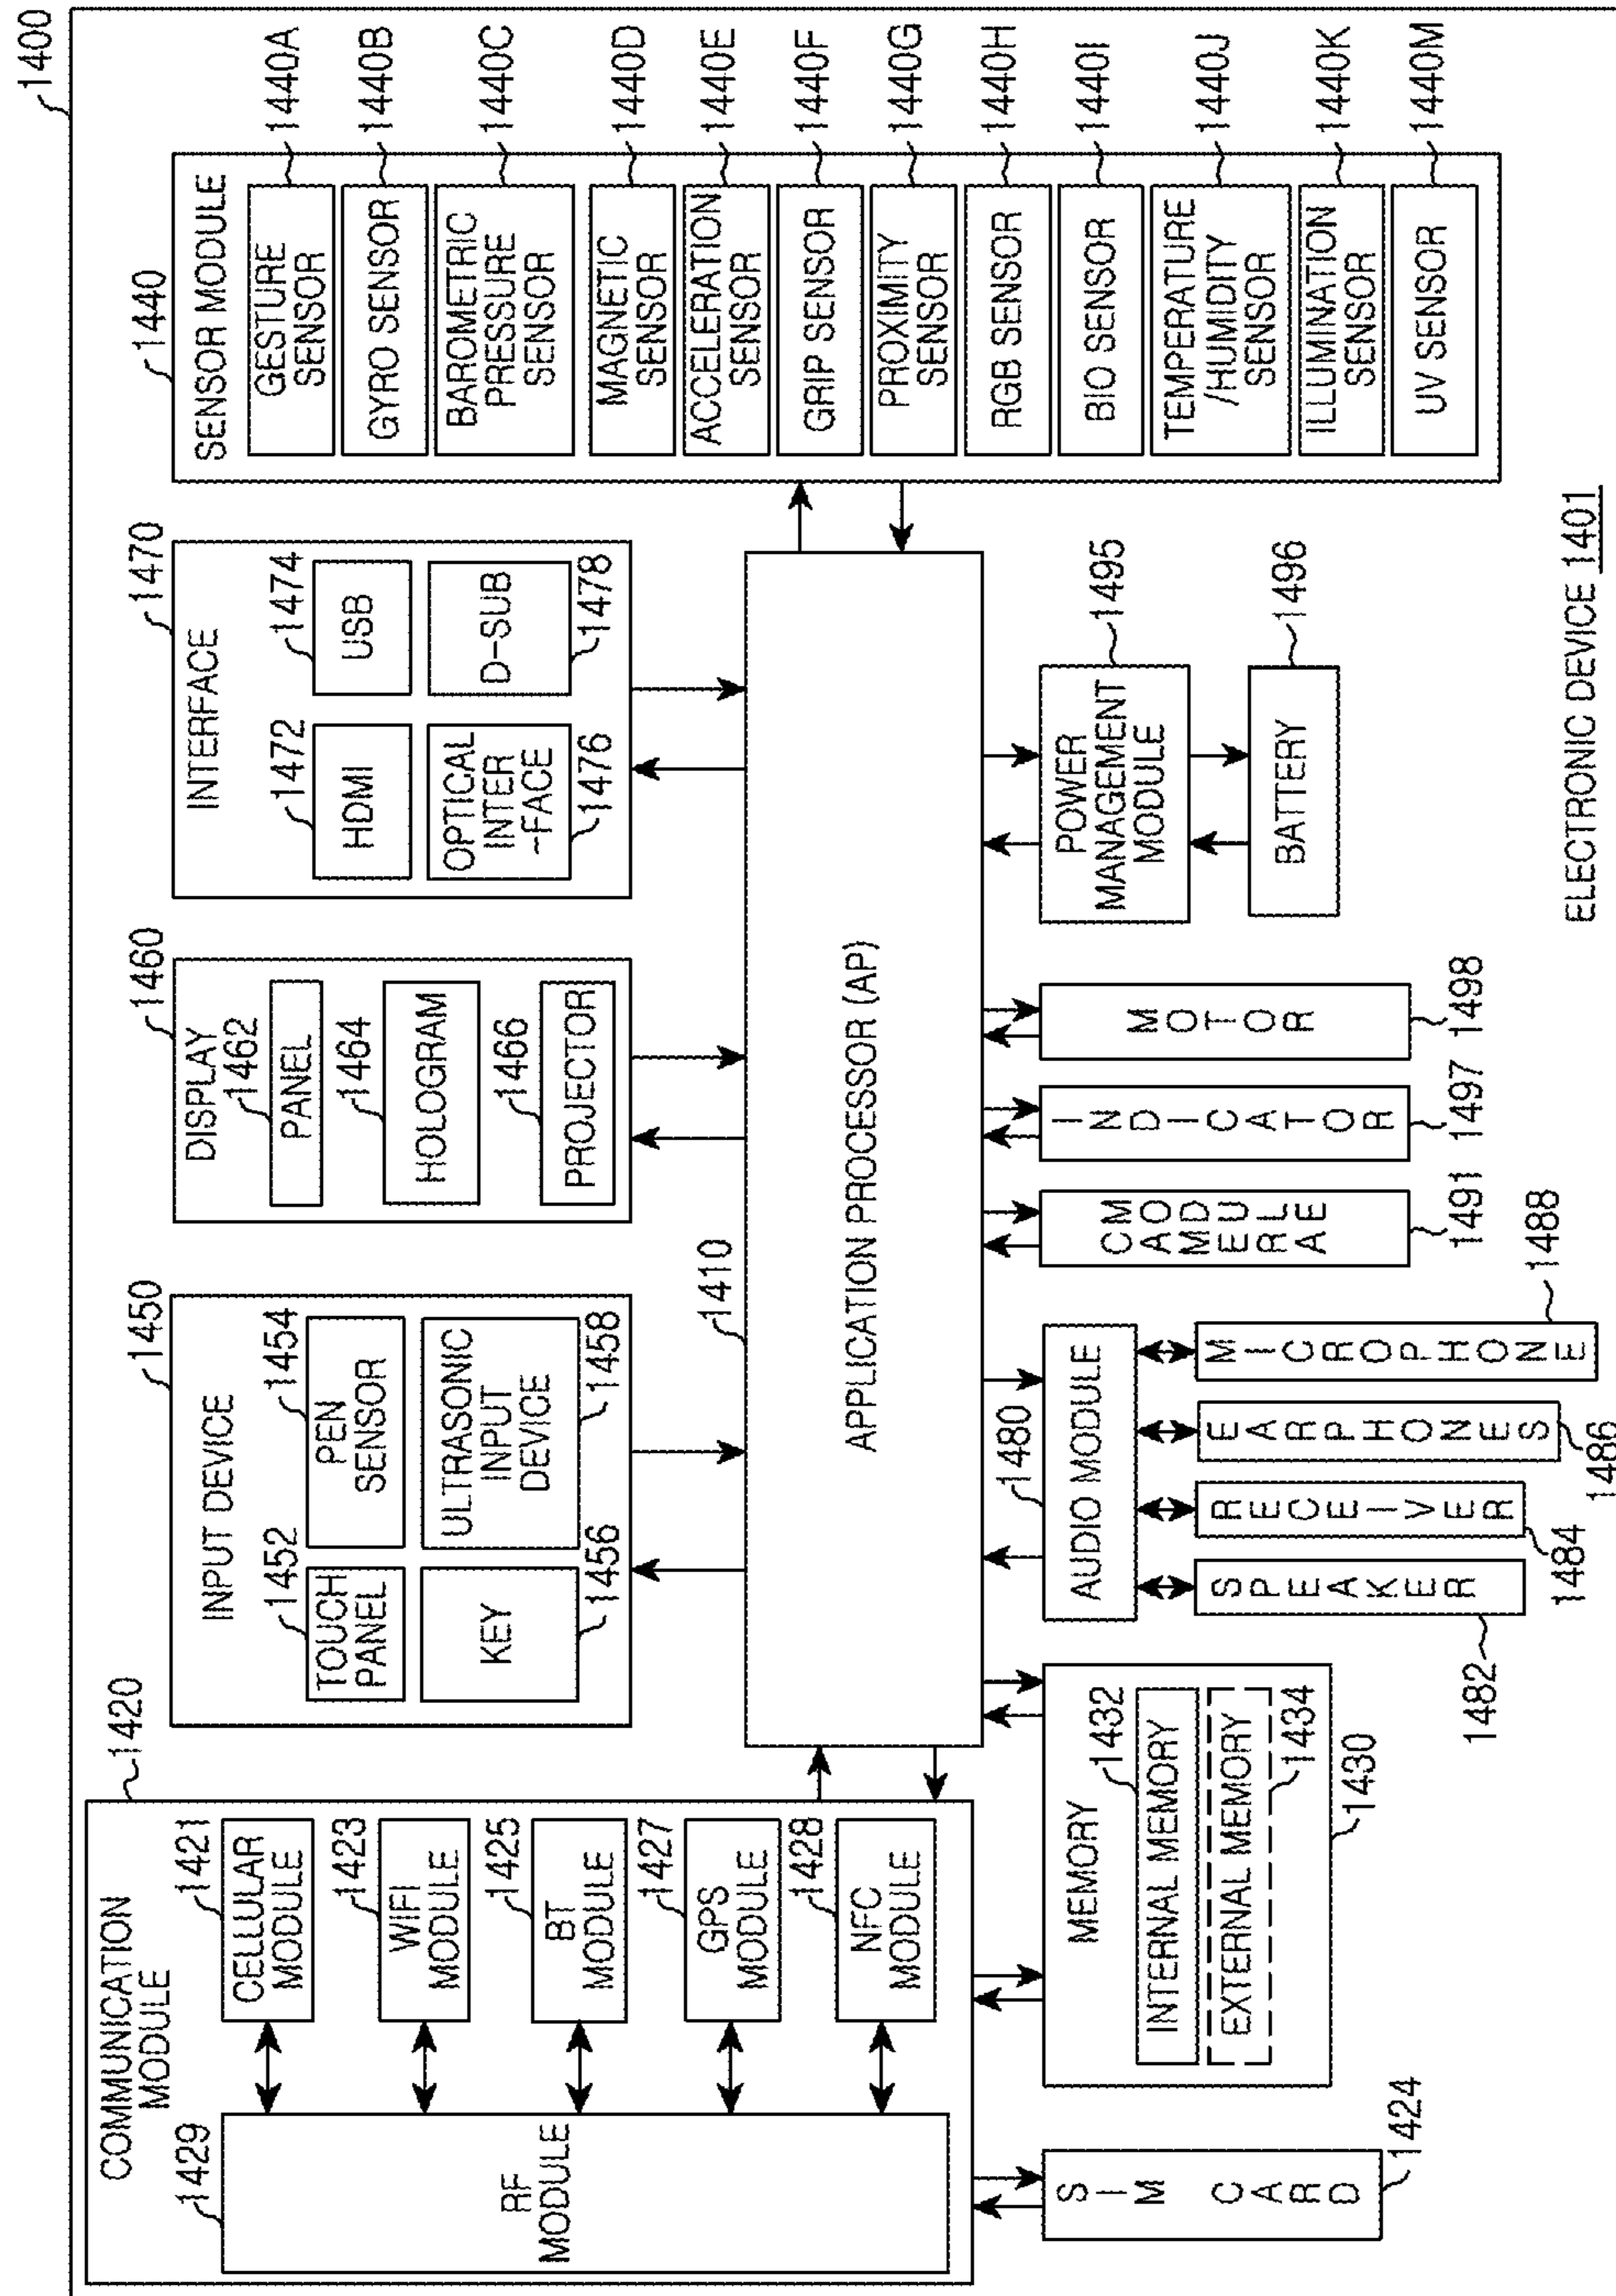 1400
COMMUNICATION
MODULE
1420
1429
RF
MODULE
1421
CELLULAR
MODULE
1423
WIFI
MODULE
1425
BT
MODULE
1427
GPS
MODULE
1428
NFC
MODULE
1450
INPUT DEVICE
1452
TOUCH
PANEL
1454
PEN
SENSOR
KEY
1456
ULTRASONIC
INPUT
DEVICE
1458
1460
DISPLAY
1462
PANEL
1464
HOLOGRAM
1466
PROJECTOR
1470
INTERFACE
1472
HDMI
1474
USB
OPTICAL
INTER
-FACE
1476
D-SUB
1478
1440
SENSOR MODULE
GESTURE
SENSOR
1440A
GYRO SENSOR
1440B
BAROMETRIC
PRESSURE
SENSOR
1440C
MAGNETIC
SENSOR
1440D
ACCELERATION
SENSOR
1440E
GRIP SENSOR
1440F
PROXIMITY
SENSOR
1440G
RGB SENSOR
1440H
BIO SENSOR
1440I
TEMPERATURE
/HUMIDITY
SENSOR
1440J
ILLUMINATION
SENSOR
1440K
UV SENSOR
1440M
1410
APPLICATION PROCESSOR (AP)
SIM CARD
1424
MEMORY
1432
INTERNAL MEMORY
EXTERNAL MEMORY
1434
1430
1480
AUDIO MODULE
SPEAKER
1482
RECEIVER
1484
EARPHONES
1486
MICROPHONE
1488
CAMERA
MODULE
1491
INDICATOR
1497
MOTOR
1498
POWER
MANAGEMENT
MODULE
1495
BATTERY
1496
ELECTRONIC DEVICE 1401